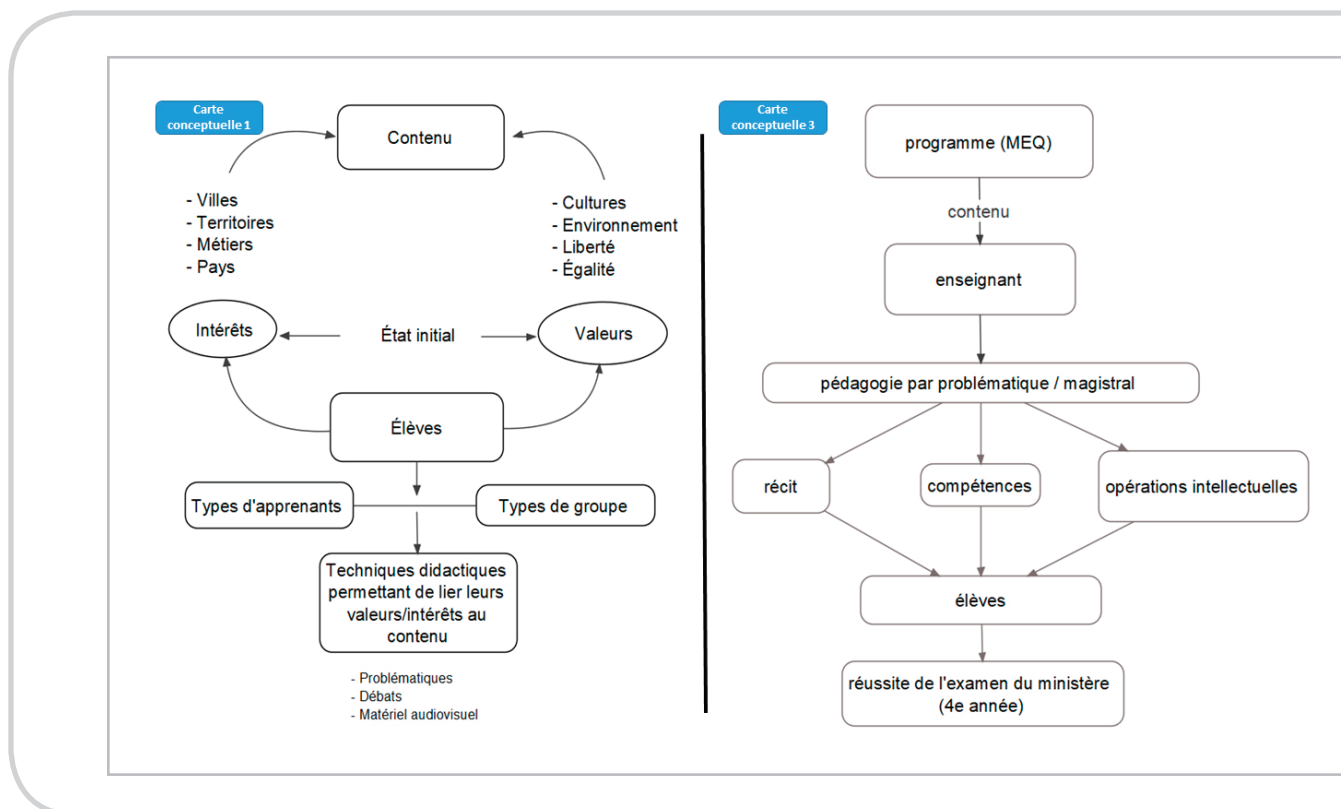 Carte
conceptuelle 1
Contenu
- Villes
- Territoires
- Métiers
- Pays
- Cultures
- Environnement
- Liberté
- Égalité
Intérêts
État initial
Valeurs
Élèves
Types d'apprenants
Types de groupe
Techniques didactiques
permettant de lier leurs
valeurs/intérêts au
contenu
- Problématiques
- Débats
- Matériel audiovisuel
Carte
conceptuelle 3
programme (MEQ)
contenu
enseignant
pédagogie par problématique / magistral
récit
compétences
opérations intellectuelles
élèves
réussite de l'examen du ministère
(4e année)